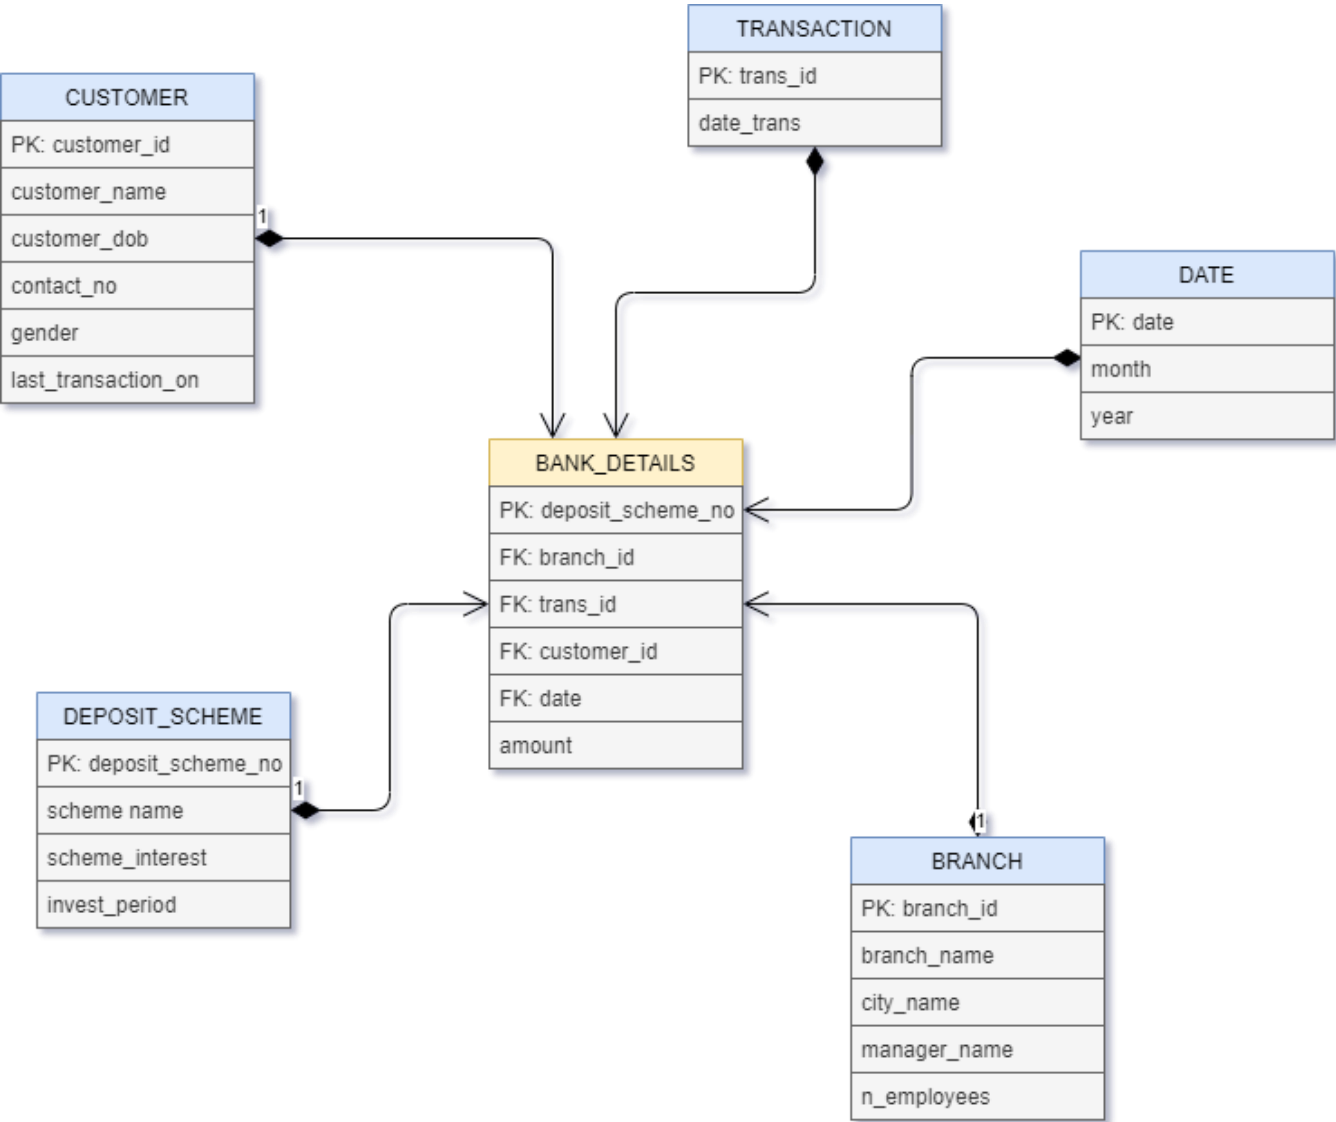 TRANSACTION
PK: trans_id
date_trans
CUSTOMER
PK: customer_id
customer_name
customer_dob
contact_no
gender
last_transaction_on
1
DATE
PK: date
month
year
BANK_DETAILS
PK: deposit_scheme_no
FK: branch_id
FK: trans_id
FK: customer_id
FK: date
amount
DEPOSIT_SCHEME
PK: deposit_scheme_no
scheme name
scheme_interest
invest_period
1
1
BRANCH
PK: branch_id
branch_name
city_name
manager_name
n_employees